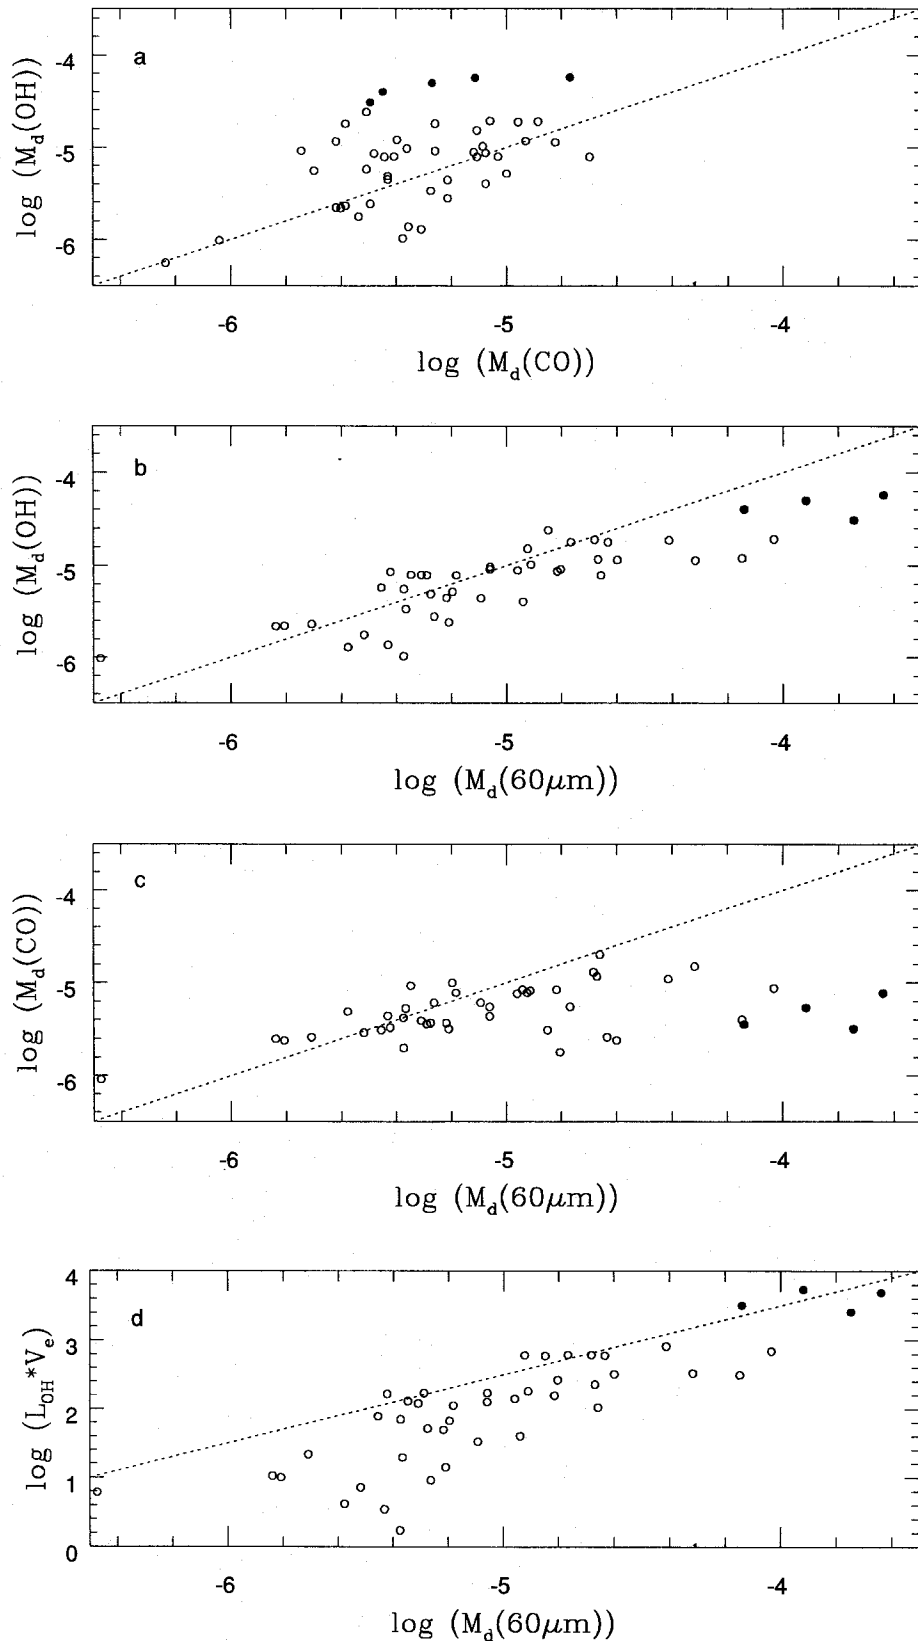 a
-4
-5
-6
log (M_d(OH))
-6 -5 -4
log (M_d(CO))
b
-4
-5
-6
log (M_d(OH))
-6 -5 -4
log (M_d(60μm))
c
-4
-5
-6
log (M_d(CO))
-6 -5 -4
log (M_d(60μm))
d
4
3
2
1
0
log (L_OH*V_e)
-6 -5 -4
log (M_d(60μm))